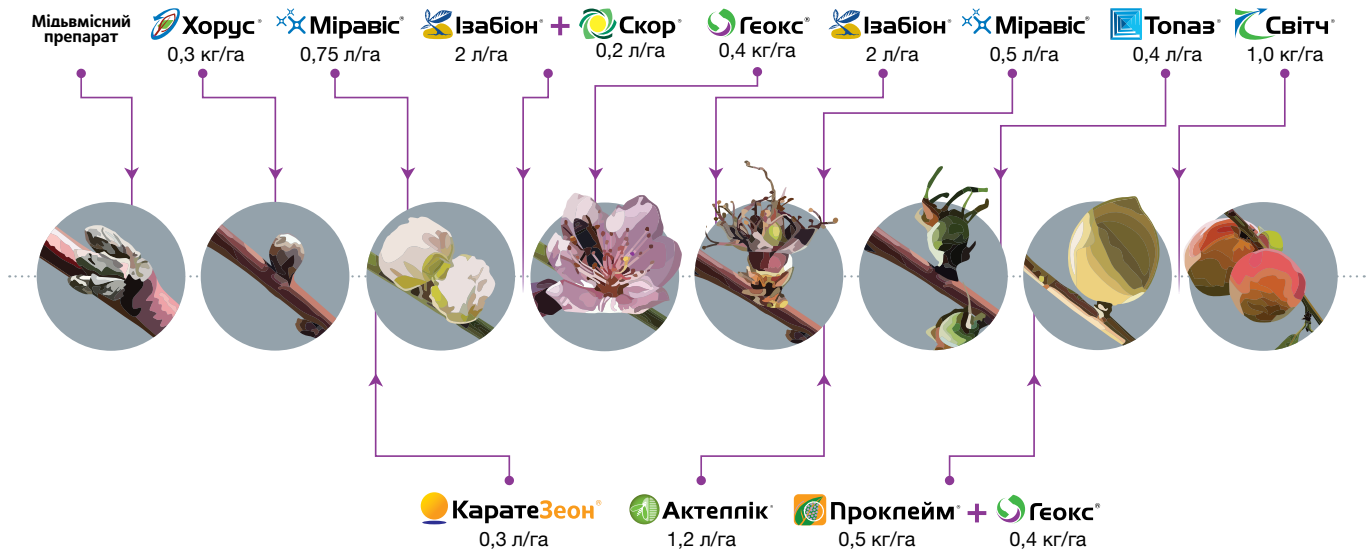 Мідьвмісний
препарат
Хорус®
0,3 кг/га
Міравіс®
0,75 л/га
Ізабіон® + Скор®
2 л/га 0,2 л/га
Геокс®
0,4 кг/га
Ізабіон®
2 л/га
Міравіс®
0,5 л/га
Топаз®
0,4 л/га
Світч®
1,0 кг/га
КаратеЗеон®
0,3 л/га
Актеллік®
1,2 л/га
Проклейм® + Геокс®
0,5 кг/га 0,4 кг/га